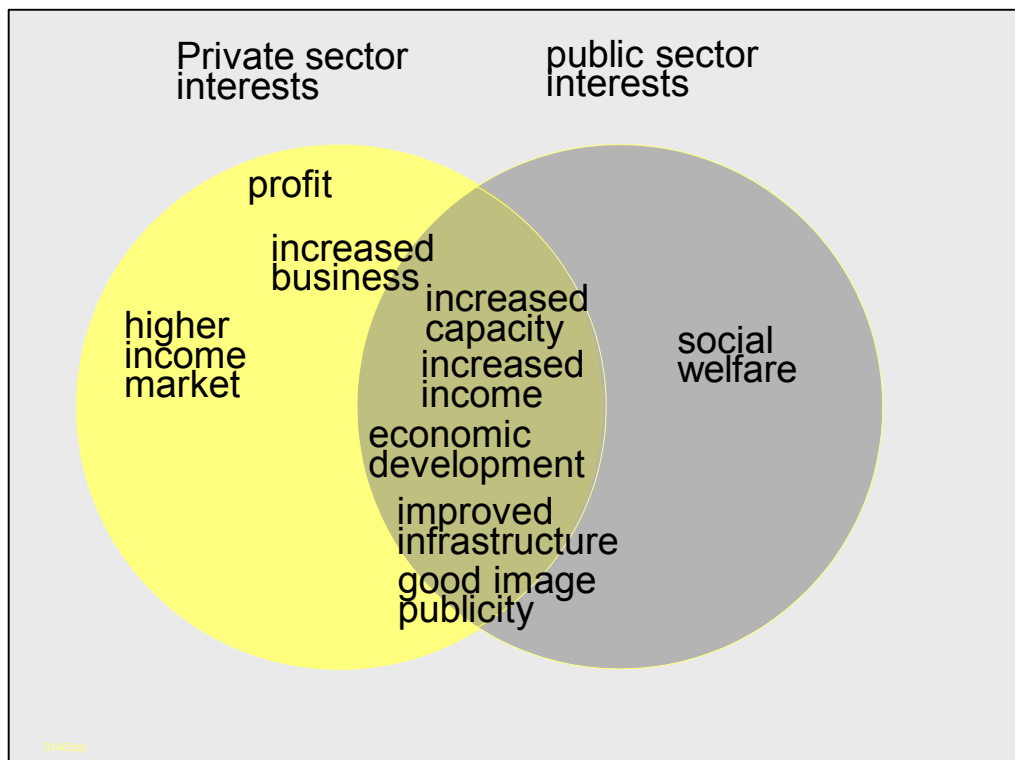 Private sector
interests
public sector
interests
profit
increased
business
higher
income
market
increased
capacity
increased
income
economic
development
improved
infrastructure
good image
publicity
social
welfare